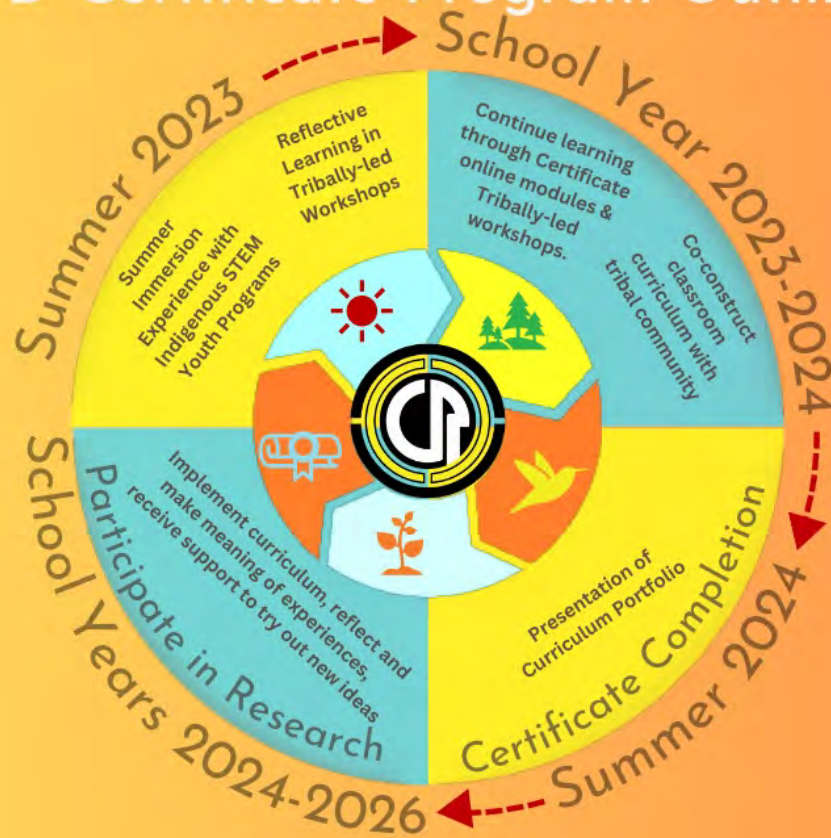 Certificate Program
Summer 2023
Reflective
Learning in
Tribally-led
Workshops
Summer
Immersion
Experience with
Indigenous STEM
Youth Programs
School Year 2023-2024
Continue learning
through Certificate
online modules &
Tribally-led
workshops.
Co-construct
classroom
curriculum with
tribal community
Summer 2024
Certificate Completion
Presentation of
Curriculum Portfolio
School Years 2024-2026
Participate in Research
Implement curriculum, reflect and
make meaning of experiences,
receive support to try out new ideas